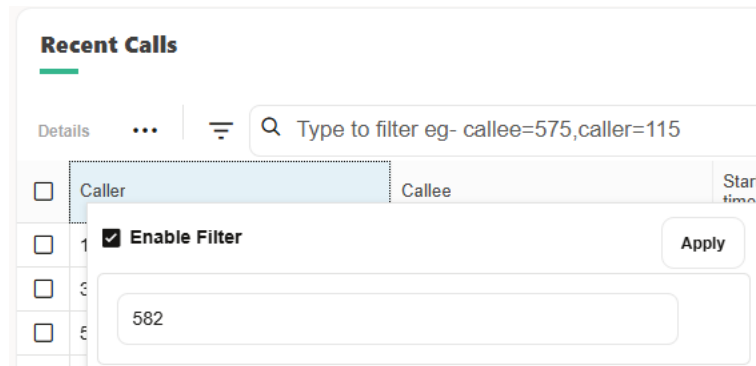 Recent Calls
Details
Type to filter eg- callee=575,caller=115
Caller
Callee
Enable Filter
Apply
582